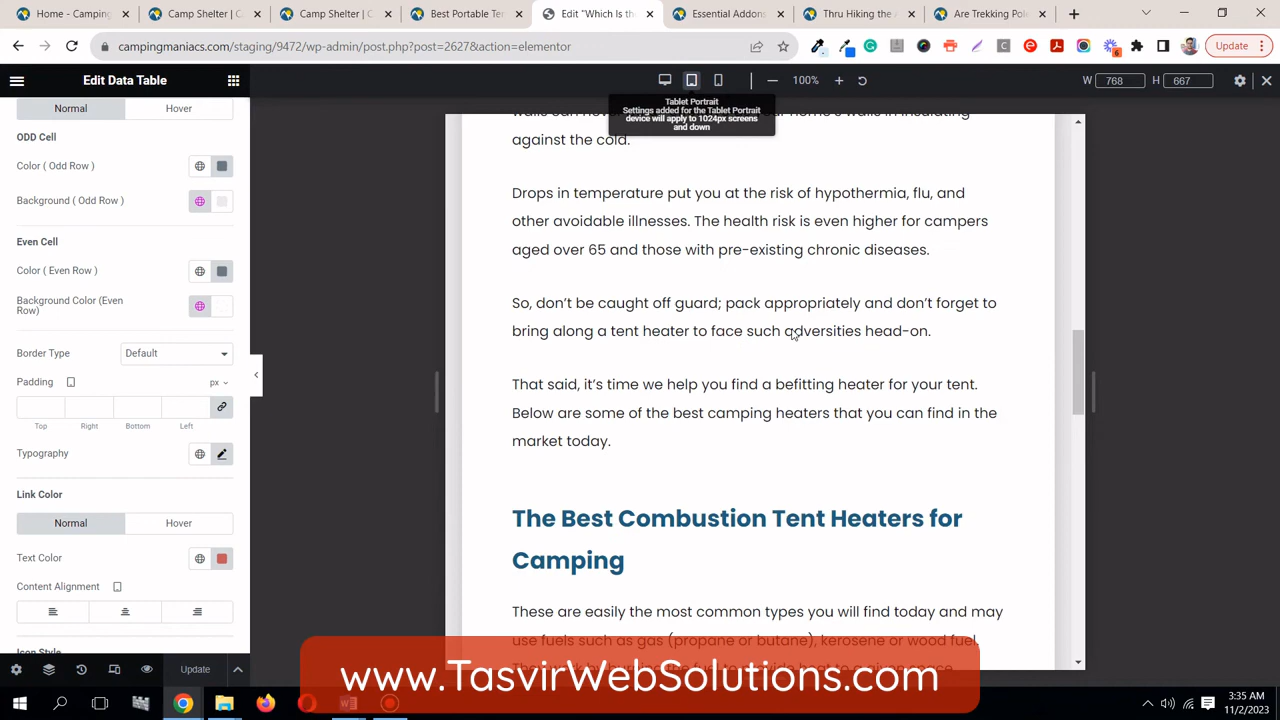 Home - Camping
Camp Shelter | C
Camp Shelter | C
Best Portable Ten
Edit "Which Is th
Essential Addons
Thru Hiking the A
Are Trekking Pole
campingmaniacs.com/staging/9472/wp-admin/post.php?post=2627&action=elementor
6
Update
Edit Data Table
100%
W 768 H 667
Tablet Portrait
Settings added for the Tablet Portrait
device will apply to 1024px screens
and down
Normal
Hover
ODD Cell
Color ( Odd Row )
Background ( Odd Row )
Even Cell
Color ( Even Row )
Background Color (Even
Row)
Border Type
Default
Padding
px
Top Right Bottom Left
Typography
Link Color
Normal
Hover
Text Color
Content Alignment
Icon Style
Update
against the cold.
Drops in temperature put you at the risk of hypothermia, flu, and
other avoidable illnesses. The health risk is even higher for campers
aged over 65 and those with pre-existing chronic diseases.
So, don't be caught off guard; pack appropriately and don't forget to
bring along a tent heater to face such adversities head-on.
That said, it's time we help you find a befitting heater for your tent.
Below are some of the best camping heaters that you can find in the
market today.
The Best Combustion Tent Heaters for
Camping
These are easily the most common types you will find today and may
use fuels such as gas (propane or butane), kerosene or wood fuel.
www.TasvirWebSolutions.com
3:35 AM
11/2/2023